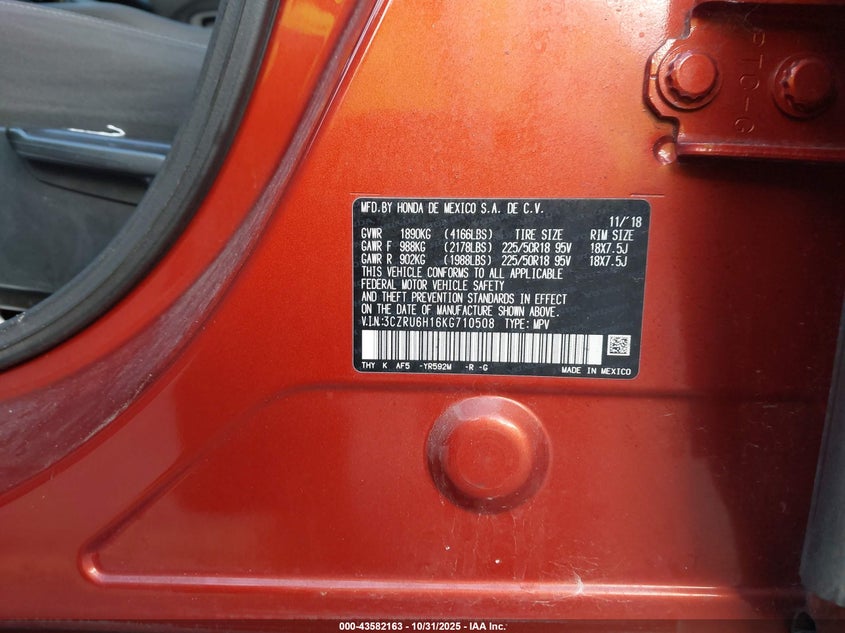 PTC-G
MFD.BY HONDA DE MEXICO S.A. DE C.V.
11/'18
GVWR 1890KG (4166LBS) TIRE SIZE RIM SIZE
GAWR F 988KG (2178LBS) 225/50R18 95V 18X7.5J
GAWR R 902KG (1988LBS) 225/50R18 95V 18X7.5J
THIS VEHICLE CONFORMS TO ALL APPLICABLE
FEDERAL MOTOR VEHICLE SAFETY
AND THEFT PREVENTION STANDARDS IN EFFECT
ON THE DATE OF MANUFACTURE SHOWN ABOVE.
V.I.N:3CZRU6H16KG710508 TYPE: MPV
THY K AF5 -YR592M -R -G MADE IN MEXICO
000-43582163 - 10/31/2025 - IAA Inc.